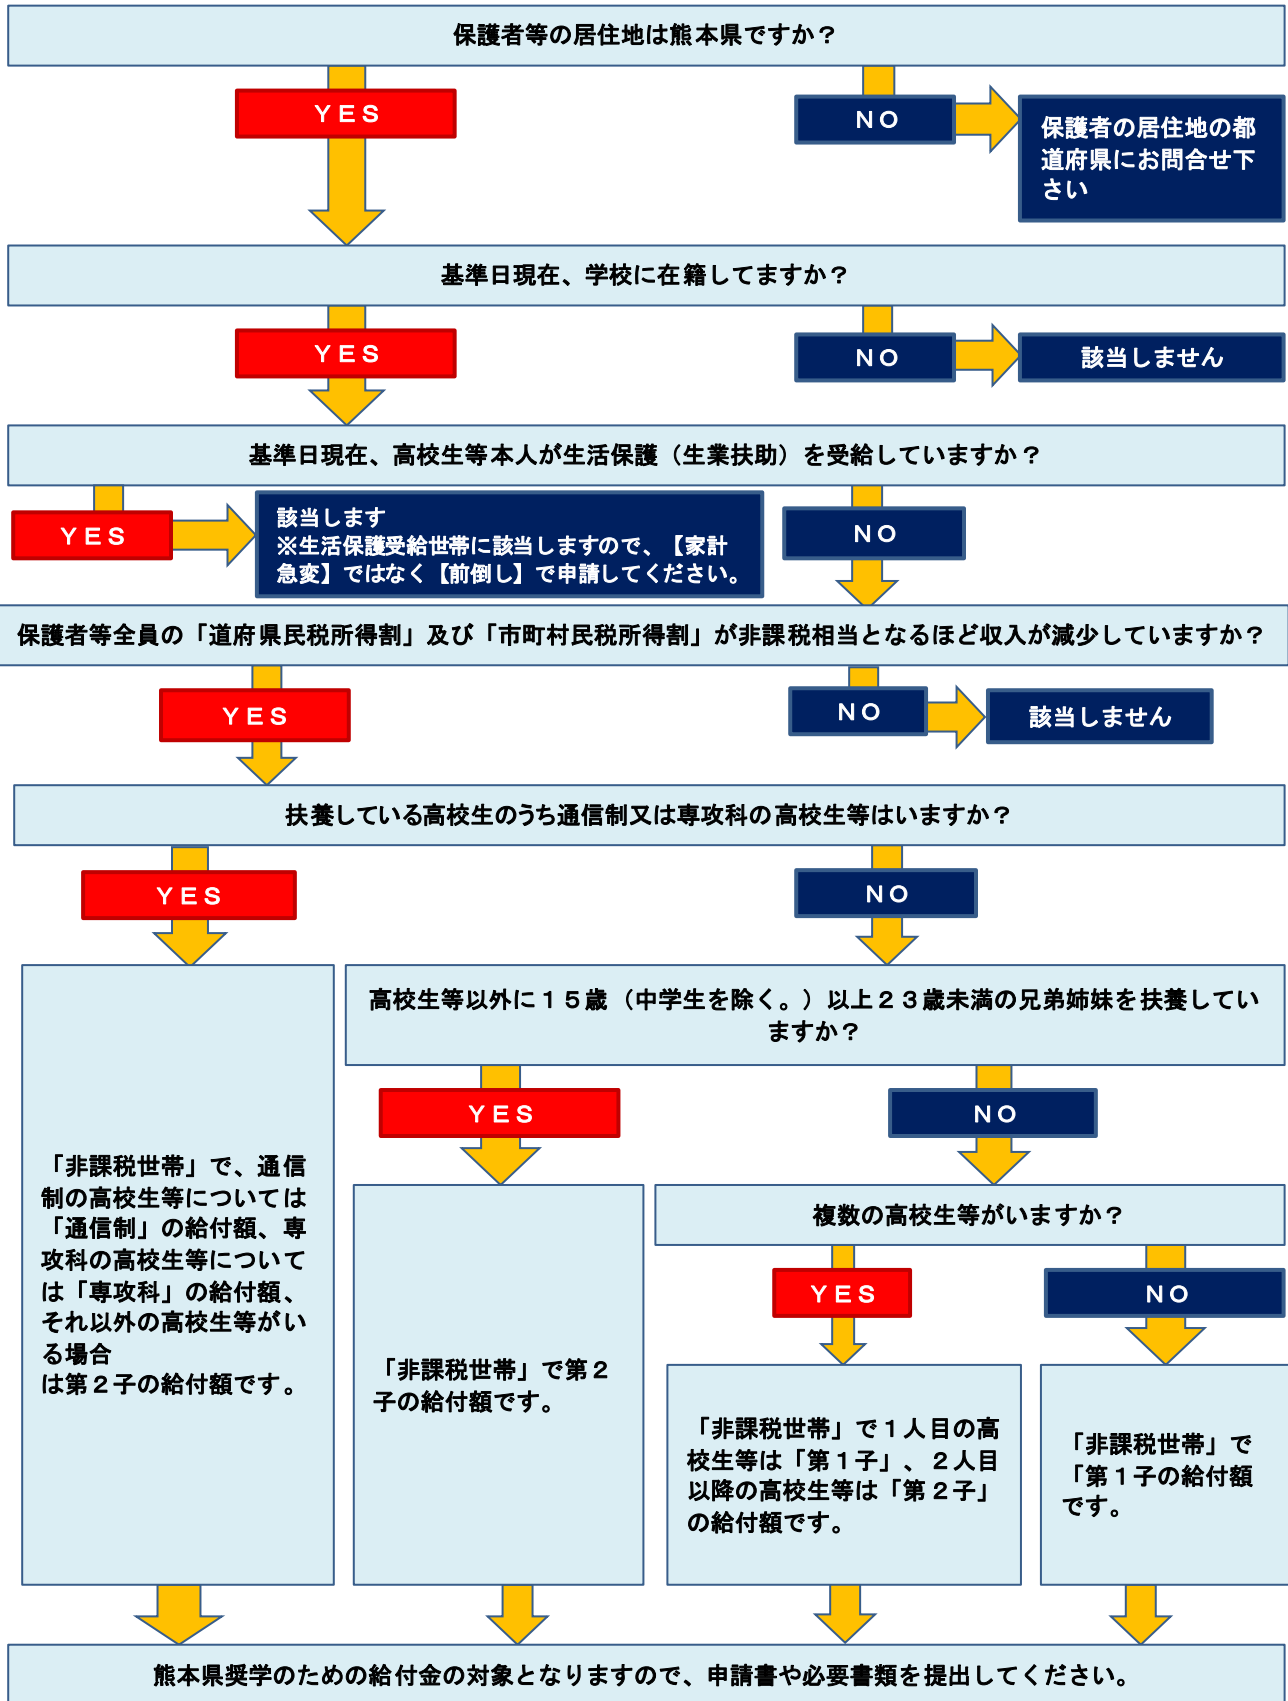 保護者等の居住地は熊本県ですか？
ＹＥＳ
ＮＯ
保護者の居住地の都
道府県にお問合せ下
さい
基準日現在、学校に在籍してますか？
ＹＥＳ
ＮＯ
該当しません
基準日現在、高校生等本人が生活保護（生業扶助）を受給していますか？
ＹＥＳ
該当します
※生活保護受給世帯に該当しますので、【家計
急変】ではなく【前倒し】で申請してください。
ＮＯ
保護者等全員の「道府県民税所得割」及び「市町村民税所得割」が非課税相当となるほど収入が減少していますか？
ＹＥＳ
ＮＯ
該当しません
扶養している高校生のうち通信制又は専攻科の高校生等はいますか？
ＹＥＳ
ＮＯ
「非課税世帯」で、通信
制の高校生等については
「通信制」の給付額、専
攻科の高校生等について
は「専攻科」の給付額、
それ以外の高校生等がい
る場合
は第２子の給付額です。
高校生等以外に１５歳（中学生を除く。）以上２３歳未満の兄弟姉妹を扶養してい
ますか？
ＹＥＳ
ＮＯ
「非課税世帯」で第２
子の給付額です。
複数の高校生等がいますか？
ＹＥＳ
ＮＯ
「非課税世帯」で１人目の高
校生等は「第１子」、２人目
以降の高校生等は「第２子」
の給付額です。
「非課税世帯」で
「第１子の給付額
です。
熊本県奨学のための給付金の対象となりますので、申請書や必要書類を提出してください。